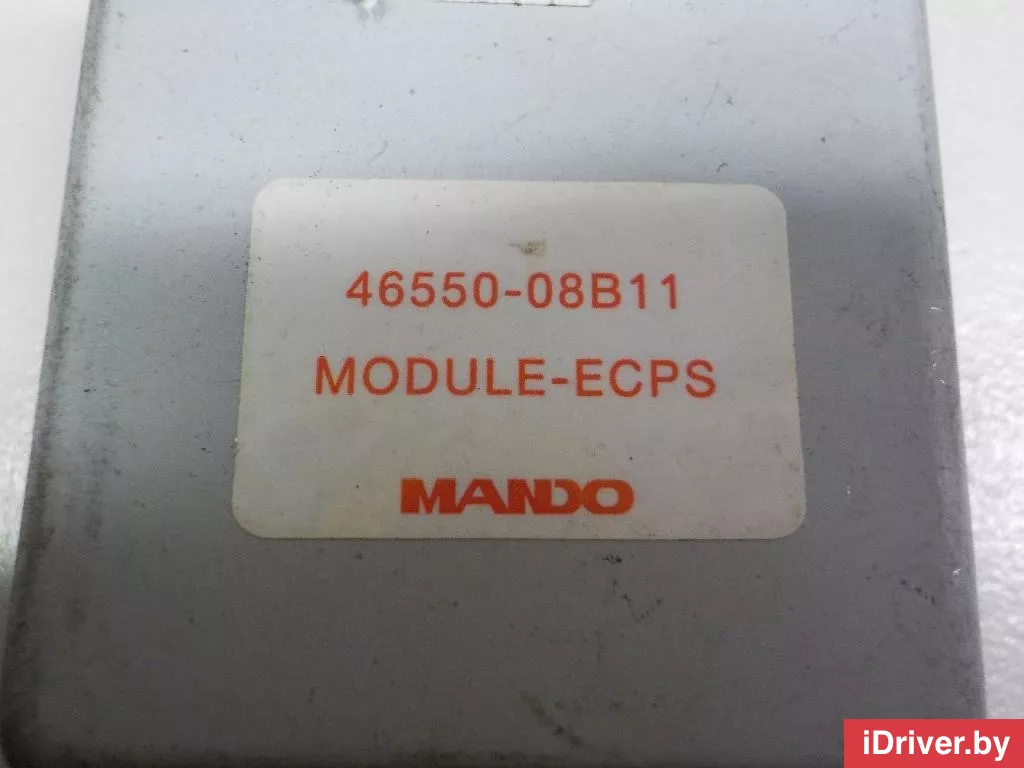 46550-08B11
MODULE-ECPS
MANDO
iDriver.by